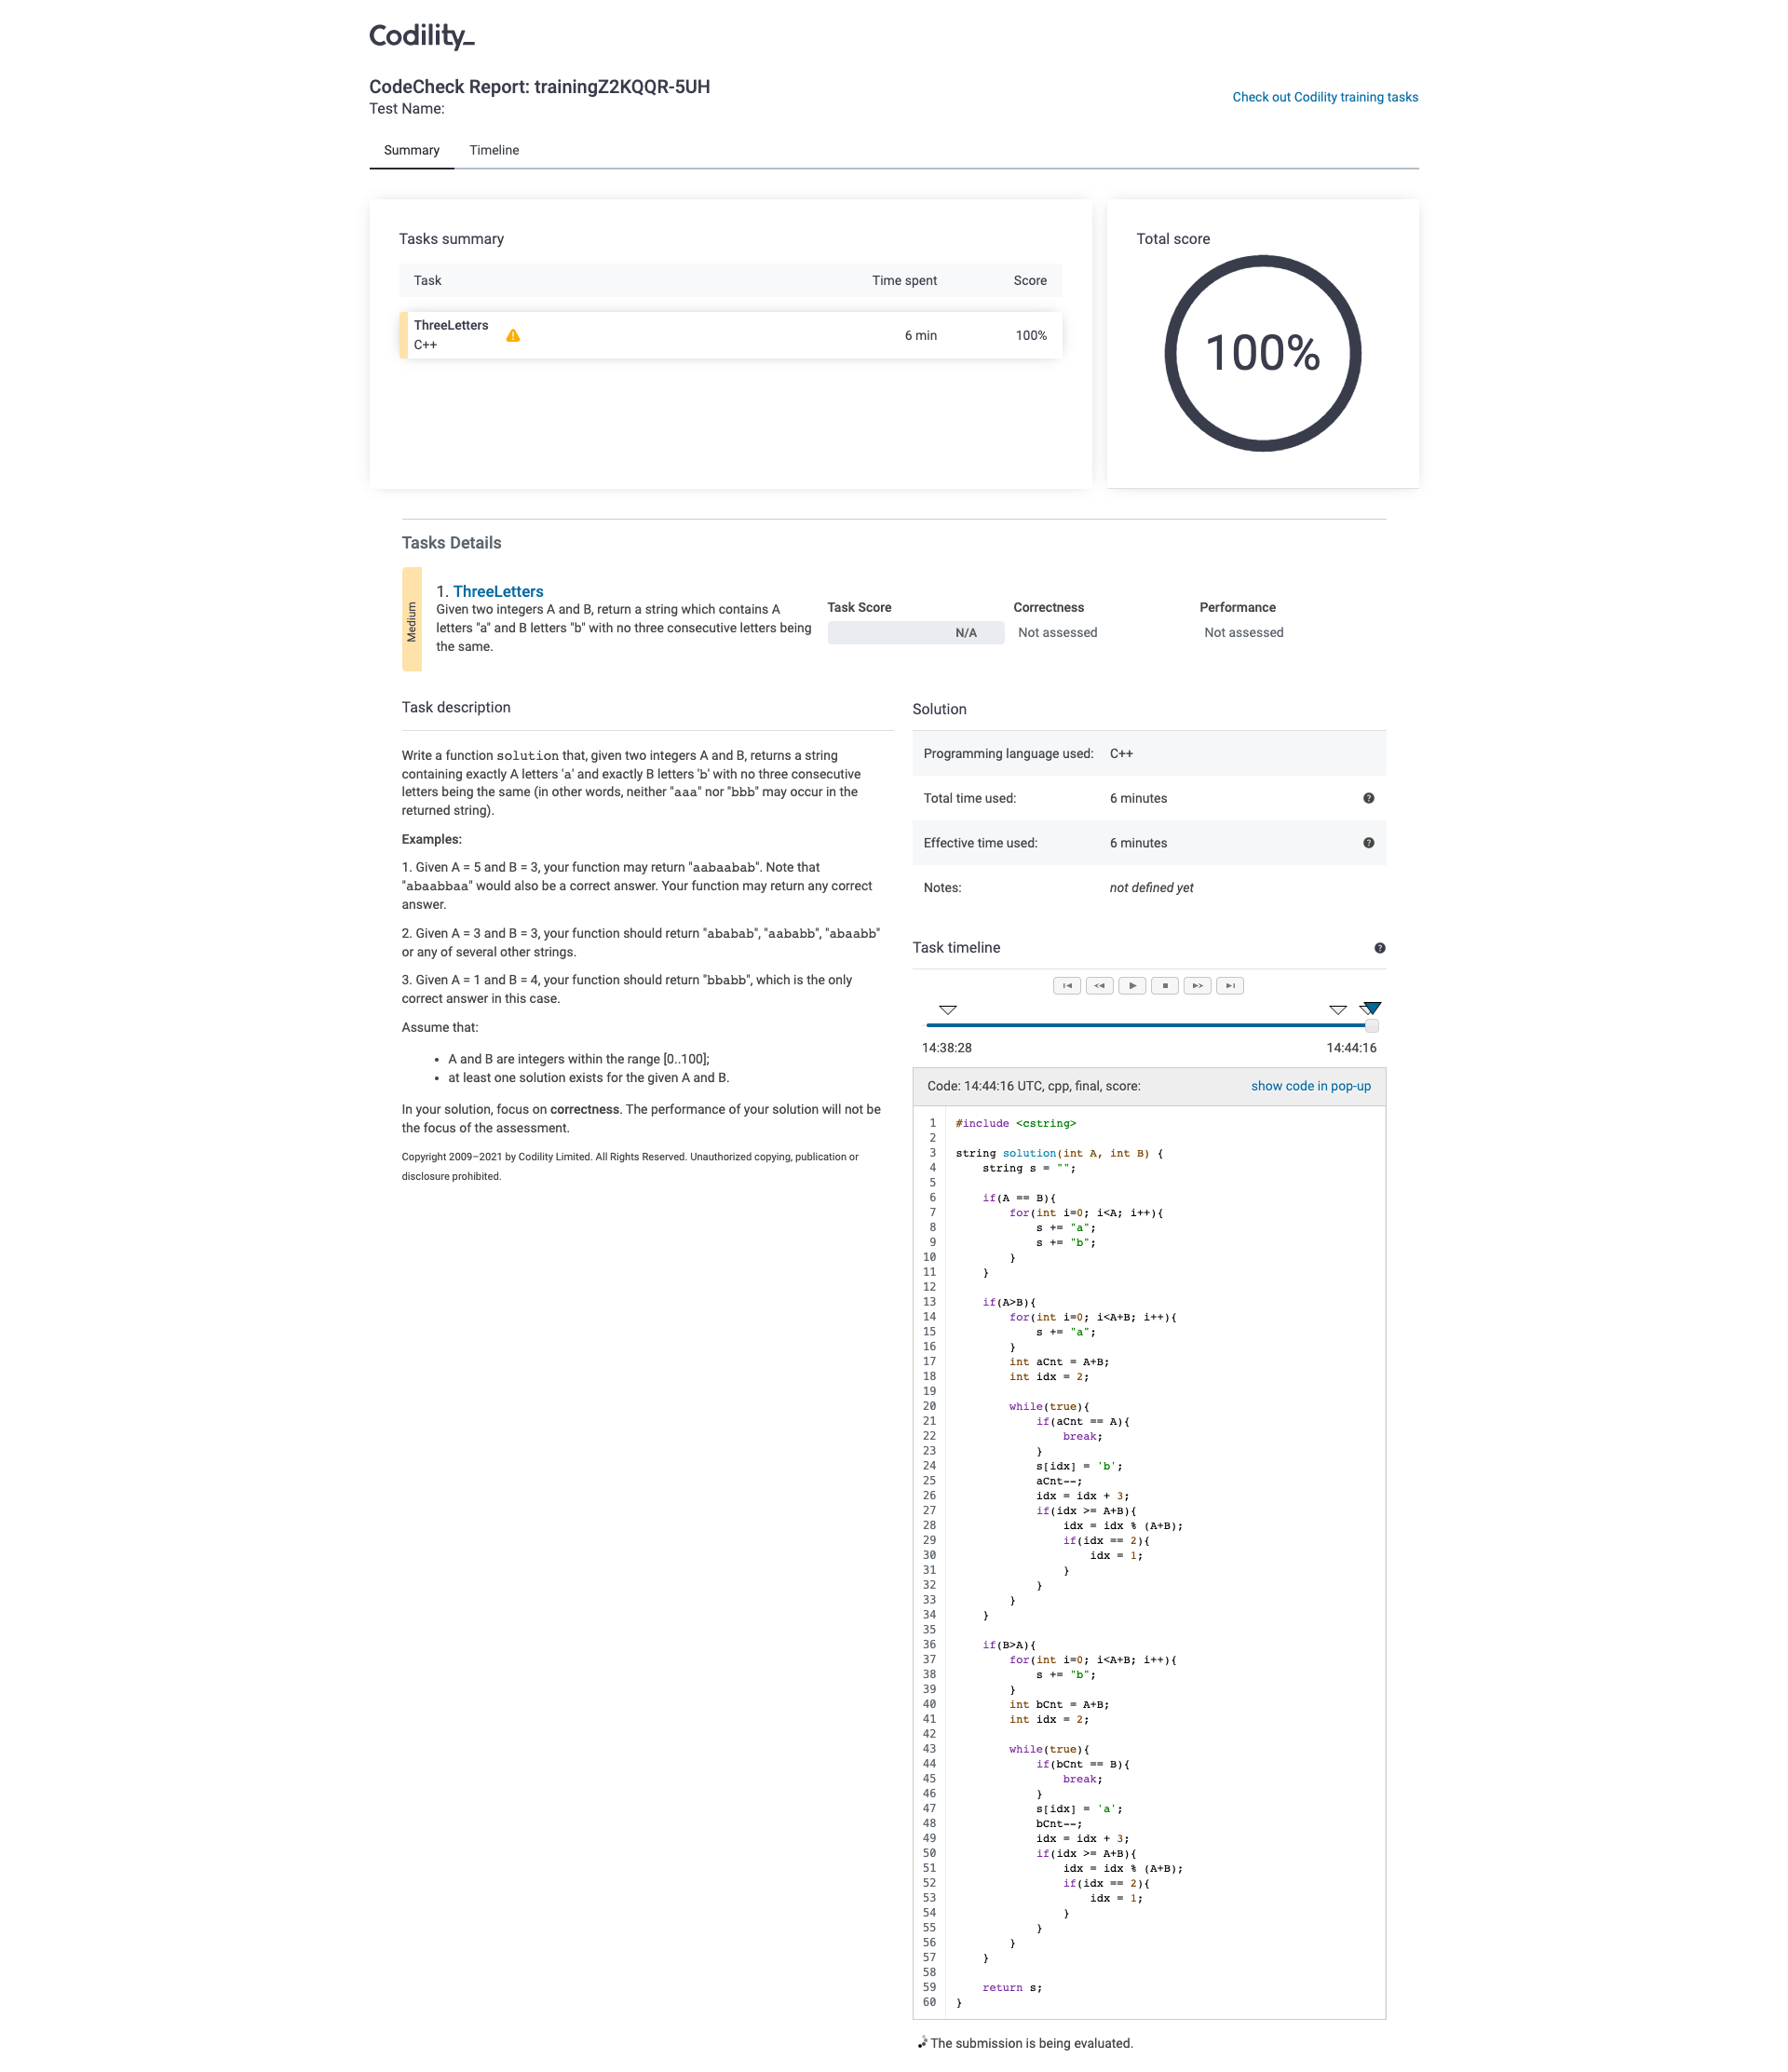 Codility_
CodeCheck Report: trainingZ2KQQR-5UH
Test Name:
Check out Codility training tasks
Summary Timeline
Tasks summary
Task Time spent Score
ThreeLetters
C++
6 min 100%
Total score
100%
Tasks Details
Medium
1. ThreeLetters
Given two integers A and B, return a string which contains A
letters "a" and B letters "b" with no three consecutive letters being
the same.
Task Score
N/A
Correctness
Not assessed
Performance
Not assessed
Task description
Write a function solution that, given two integers A and B, returns a string
containing exactly A letters 'a' and exactly B letters 'b' with no three consecutive
letters being the same (in other words, neither "aaa" nor "bbb" may occur in the
returned string).
Examples:
1. Given A = 5 and B = 3, your function may return "aabaabab". Note that
"abaabbaa" would also be a correct answer. Your function may return any correct
answer.
2. Given A = 3 and B = 3, your function should return "ababab", "aababb", "abaabb"
or any of several other strings.
3. Given A = 1 and B = 4, your function should return "bbabb", which is the only
correct answer in this case.
Assume that:
• A and B are integers within the range [0..100];
• at least one solution exists for the given A and B.
In your solution, focus on correctness. The performance of your solution will not be
the focus of the assessment.
Copyright 2009–2021 by Codility Limited. All Rights Reserved. Unauthorized copying, publication or
disclosure prohibited.
Solution
Programming language used: C++
Total time used: 6 minutes
Effective time used: 6 minutes
Notes: not defined yet
Task timeline
14:38:28 14:44:16
Code: 14:44:16 UTC, cpp, final, score: show code in pop-up
1 #include <cstring>
2
3 string solution(int A, int B) {
4     string s = "";
5
6     if(A == B){
7         for(int i=0; i<A; i++){
8             s += "a";
9             s += "b";
10         }
11     }
12
13     if(A>B){
14         for(int i=0; i<A+B; i++){
15             s += "a";
16         }
17         int aCnt = A+B;
18         int idx = 2;
19
20         while(true){
21             if(aCnt == A){
22                 break;
23             }
24             s[idx] = 'b';
25             aCnt--;
26             idx = idx + 3;
27             if(idx >= A+B){
28                 idx = idx % (A+B);
29                 if(idx == 2){
30                     idx = 1;
31                 }
32             }
33         }
34     }
35
36     if(B>A){
37         for(int i=0; i<A+B; i++){
38             s += "b";
39         }
40         int bCnt = A+B;
41         int idx = 2;
42
43         while(true){
44             if(bCnt == B){
45                 break;
46             }
47             s[idx] = 'a';
48             bCnt--;
49             idx = idx + 3;
50             if(idx >= A+B){
51                 idx = idx % (A+B);
52                 if(idx == 2){
53                     idx = 1;
54                 }
55             }
56         }
57     }
58
59     return s;
60 }
The submission is being evaluated.